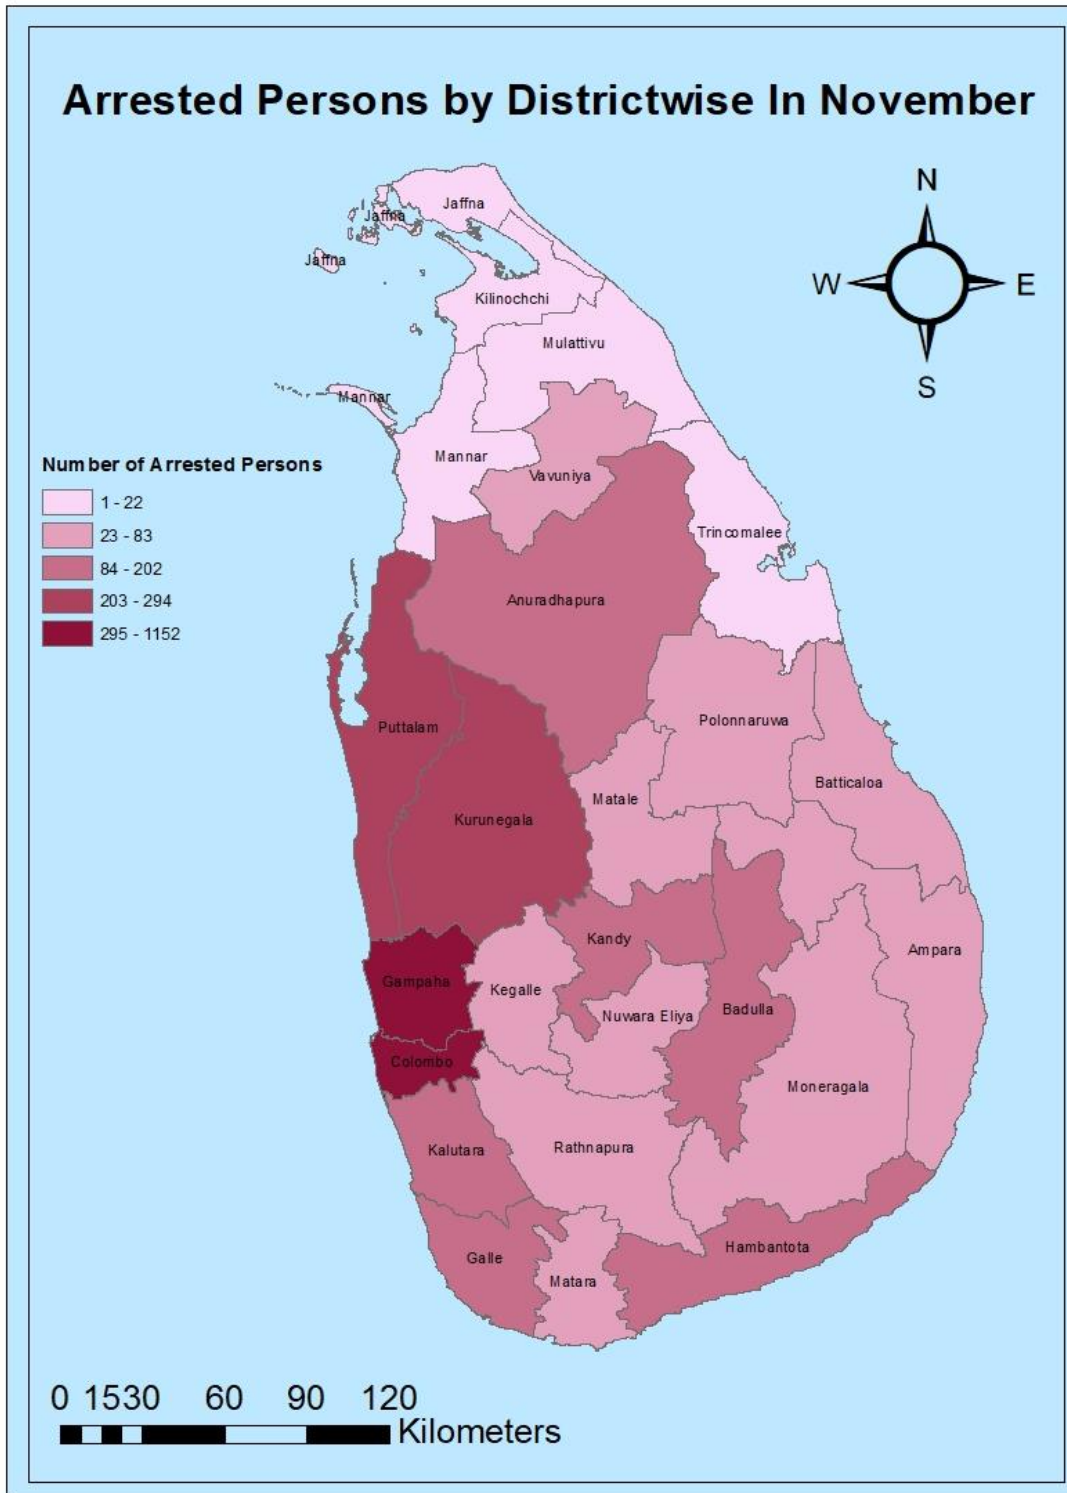 Arrested Persons by Districtwise In November
N
W E
S
Jaffna
Jaffna
Jaffna
Kilinochchi
Mulattivu
Mannar
Mannar
Vavuniya
Number of Arrested Persons
1 - 22
23 - 83
84 - 202
203 - 294
295 - 1152
Trincomalee
Anuradhapura
Puttalam
Polonnaruwa
Batticaloa
Matale
Kurunegala
Kandy
Ampara
Gampaha
Kegalle
Nuwara Eliya
Badulla
Colombo
Moneragala
Kalutara
Rathnapura
Galle
Hambantota
Matara
0 15 30 60 90 120
Kilometers